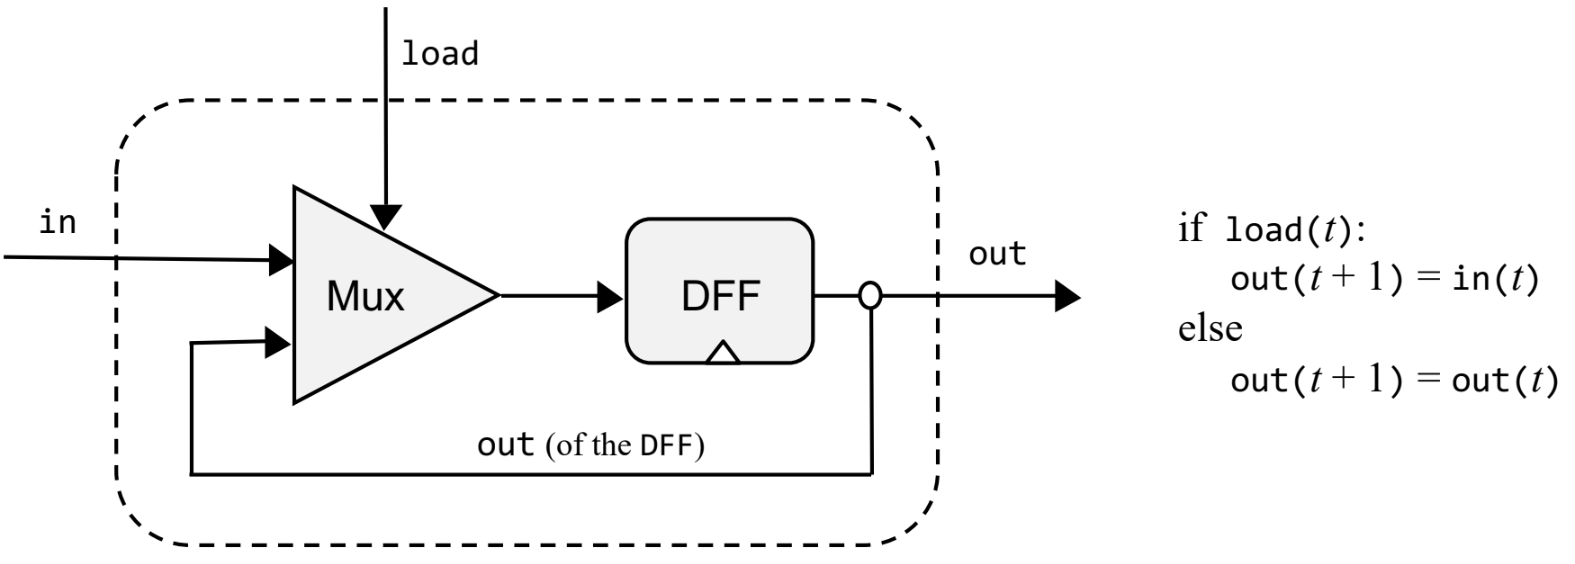 load
in
Mux
DFF
out
out (of the DFF)
if load(t):
out(t + 1) = in(t)
else
out(t + 1) = out(t)